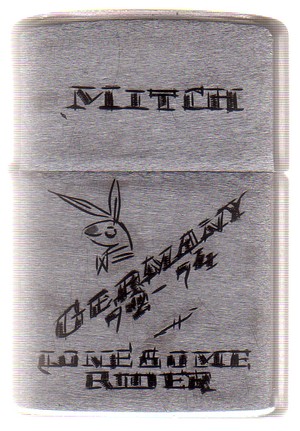 MITCH
GERMANY
72-74
LONESOME
RIDER